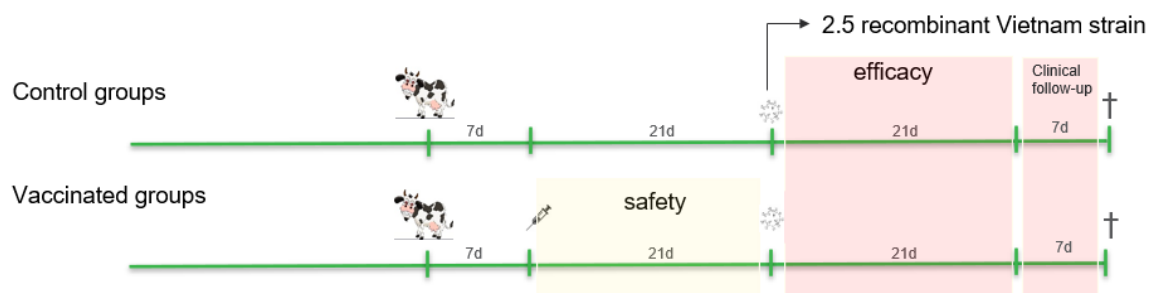 2.5 recombinant Vietnam strain
efficacy
Clinical
follow-up
Control groups
7d
21d
21d
7d
Vaccinated groups
safety
7d
21d
21d
7d